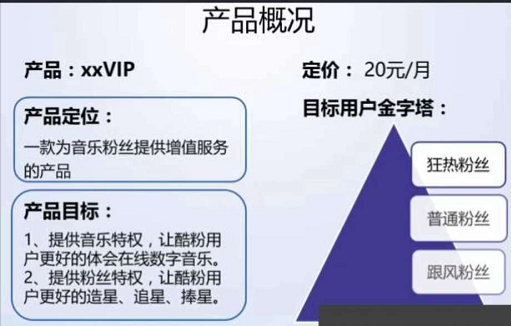 产品概况
产品：xxVIP
定价： 20元/月
产品定位：
一款为音乐粉丝提供增值服务
的产品
产品目标：
1、提供音乐特权，让酷粉用
户更好的体会在线数字音乐。
2、提供粉丝特权，让酷粉用
户更好的造星、追星、捧星。
目标用户金字塔：
狂热粉丝
普通粉丝
跟风粉丝